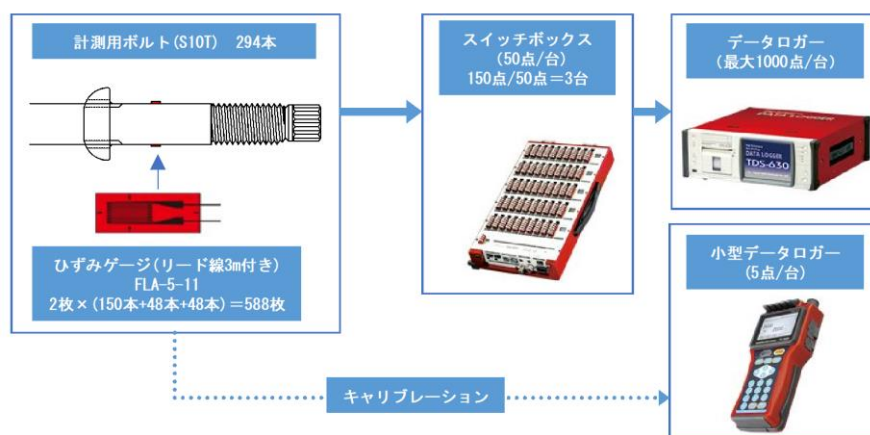 計測用ボルト(S10T) 294本
ひずみゲージ(リード線3m付き)
FLA-5-11
2枚×(150本+48本+48本)=588枚
スイッチボックス
(50点/台)
150点/50点=3台
データロガー
(最大1000点/台)
DATA LOGGER
DATA LOGGER
TDS-630
小型データロガー
(5点/台)
キャリブレーション